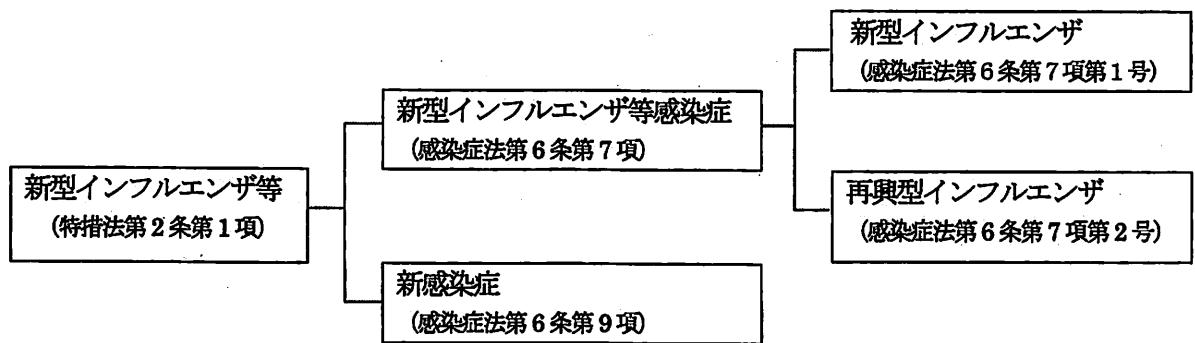 新型インフルエンザ等
(特措法第2条第1項)
新型インフルエンザ等感染症
(感染症法第6条第7項)
新感染症
(感染症法第6条第9項)
新型インフルエンザ
(感染症法第6条第7項第1号)
再興型インフルエンザ
(感染症法第6条第7項第2号)